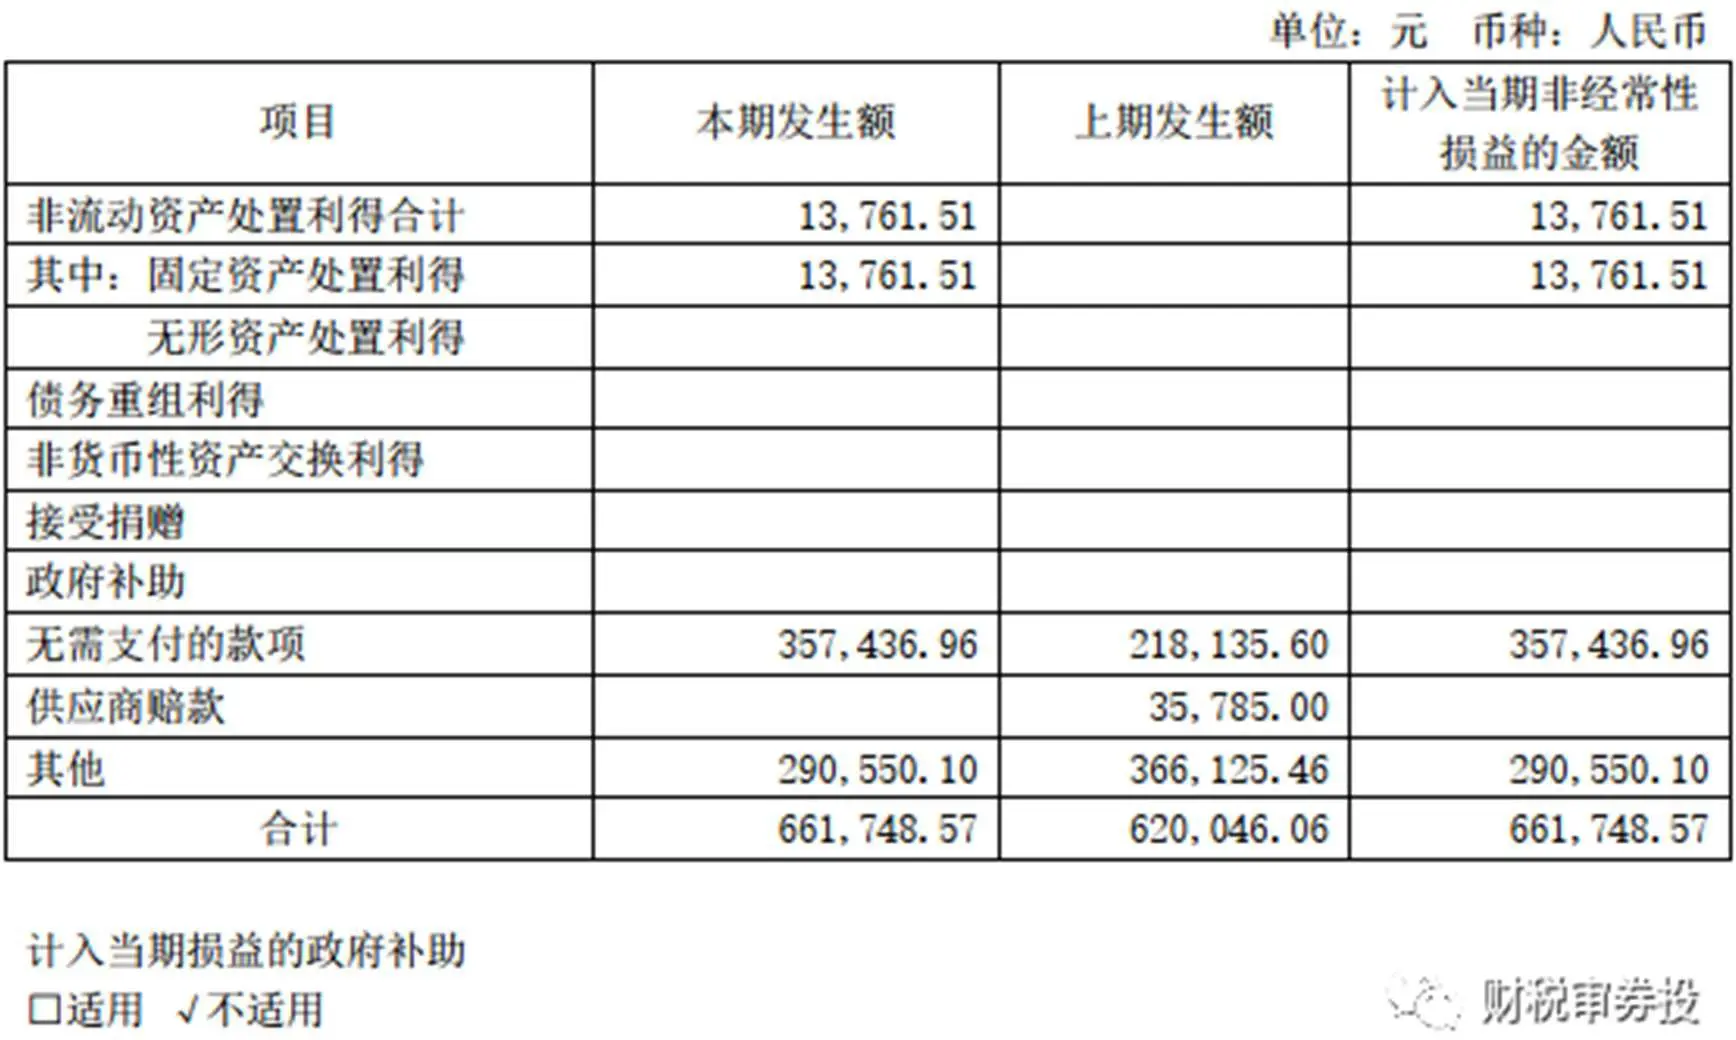 单位：元 币种：人民币
项目 本期发生额 上期发生额 计入当期非经常性
损益的金额
非流动资产处置利得合计 13,761.51 13,761.51
其中：固定资产处置利得 13,761.51 13,761.51
无形资产处置利得
债务重组利得
非货币性资产交换利得
接受捐赠
政府补助
无需支付的款项 357,436.96 218,135.60 357,436.96
供应商赔款 35,785.00
其他 290,550.10 366,125.46 290,550.10
合计 661,748.57 620,046.06 661,748.57
计入当期损益的政府补助
□适用 √不适用
财税审券投